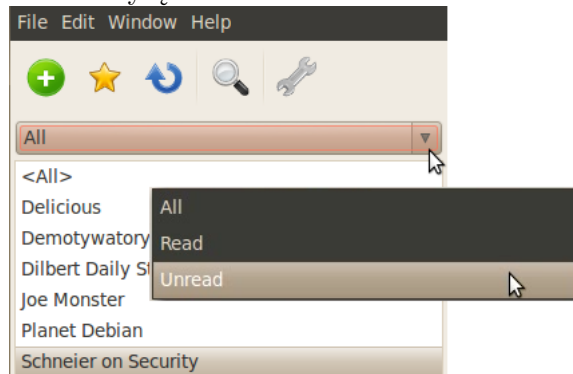 File Edit Window Help
All
<All>
Delicious
All
Demotywatory
Read
Dilbert Daily
Unread
Joe Monster
Planet Debian
Schneier on Security